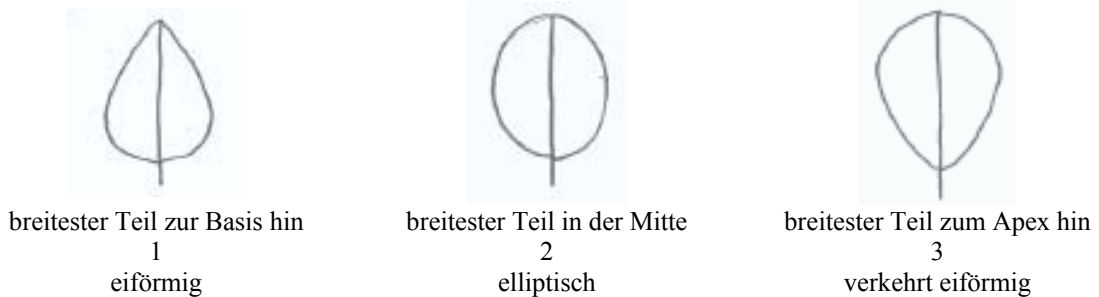 breitester Teil zur Basis hin
1
eiförmig
breitester Teil in der Mitte
2
elliptisch
breitester Teil zum Apex hin
3
verkehrt eiförmig